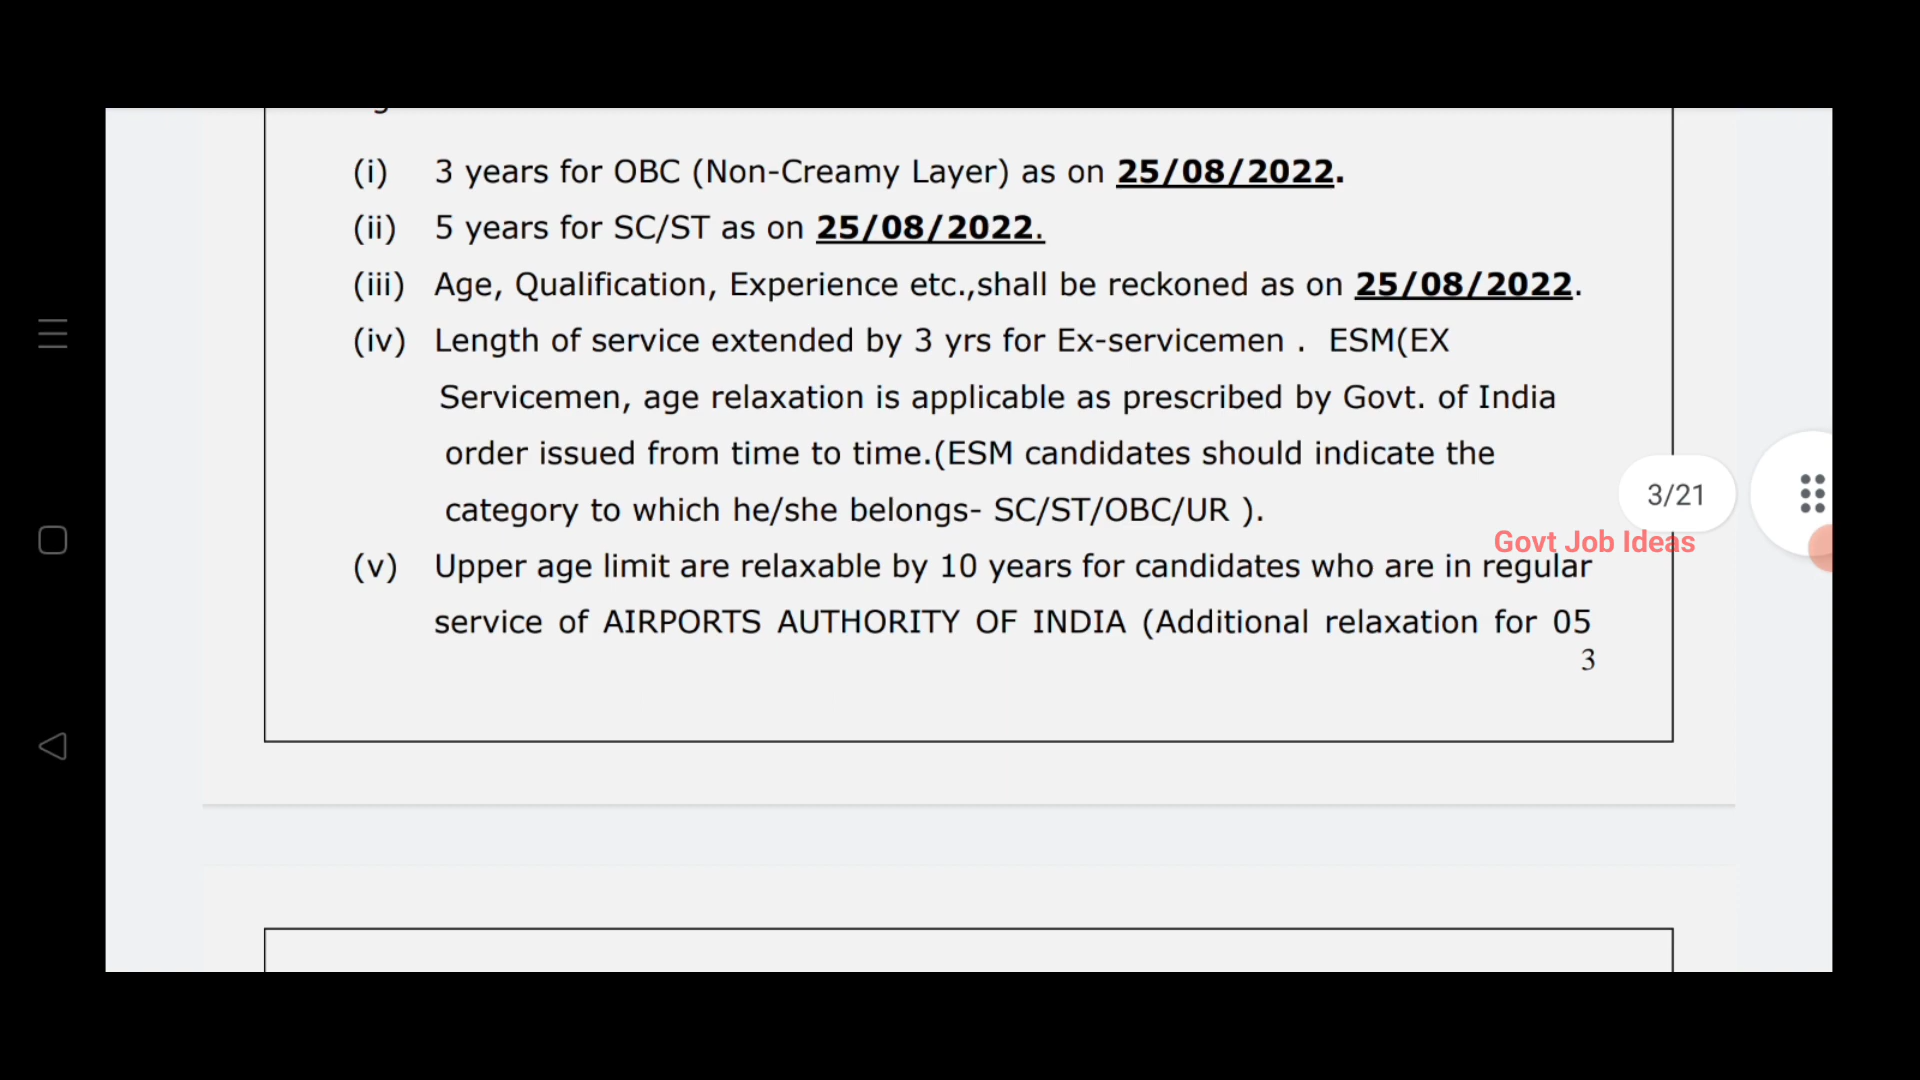 (i) 3 years for OBC (Non-Creamy Layer) as on 25/08/2022.
(ii) 5 years for SC/ST as on 25/08/2022.
(iii) Age, Qualification, Experience etc.,shall be reckoned as on 25/08/2022.
(iv) Length of service extended by 3 yrs for Ex-servicemen . ESM(EX
Servicemen, age relaxation is applicable as prescribed by Govt. of India
order issued from time to time.(ESM candidates should indicate the
category to which he/she belongs- SC/ST/OBC/UR ).
3/21
Govt Job Ideas
(v) Upper age limit are relaxable by 10 years for candidates who are in regular
service of AIRPORTS AUTHORITY OF INDIA (Additional relaxation for 05
3